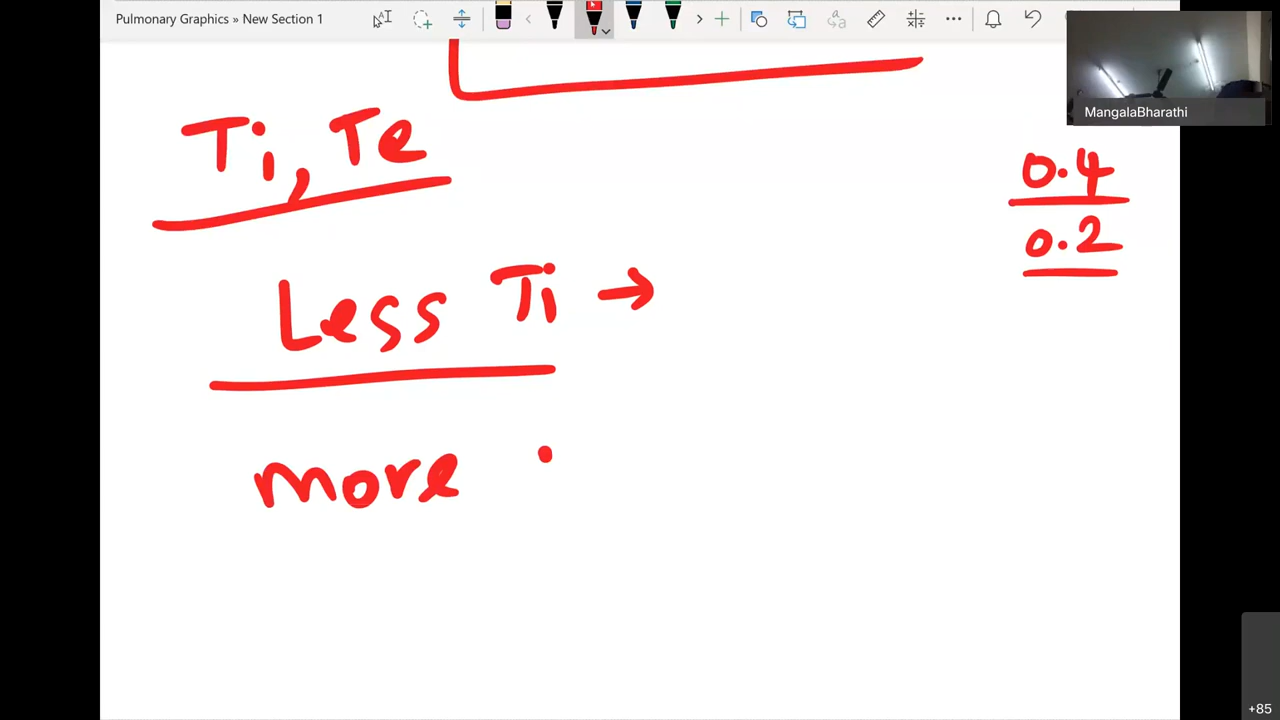 Pulmonary Graphics » New Section 1
MangalaBharathi
Ti, Te
0.4
0.2
Less Ti →
more
+85